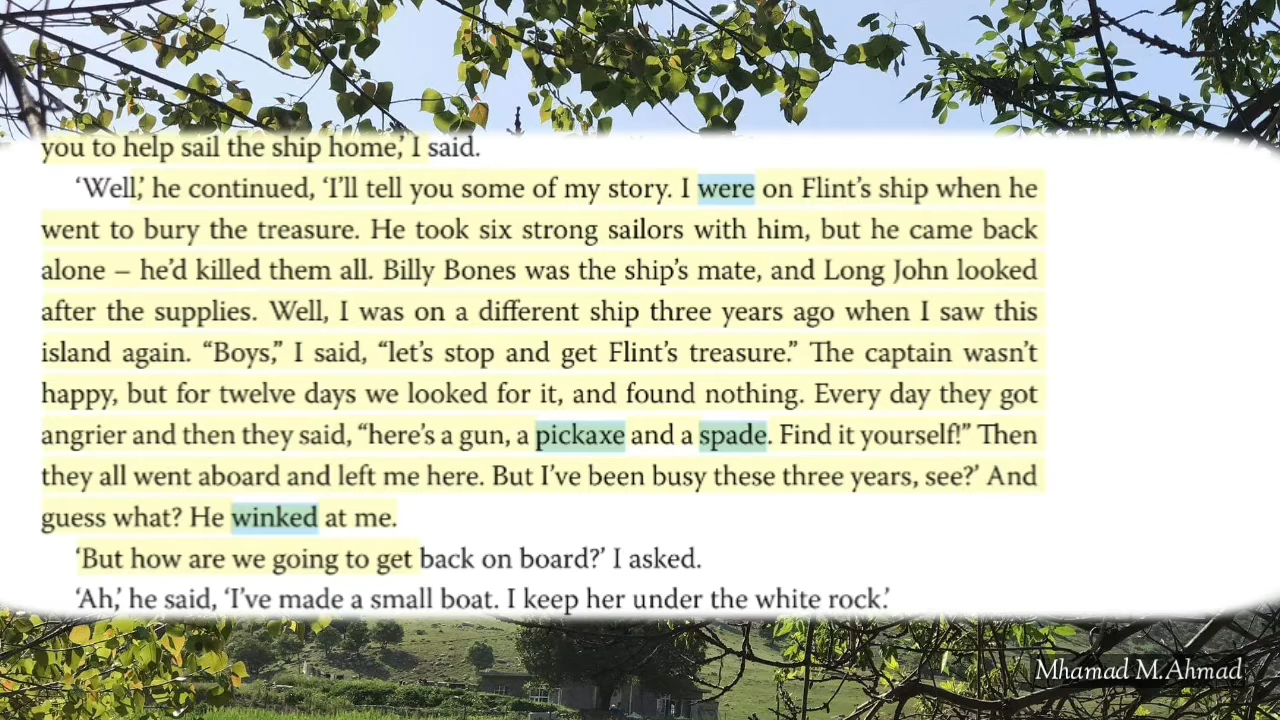 you to help sail the ship home,’ I said.
‘Well,’ he continued, ‘I’ll tell you some of my story. I were on Flint’s ship when he
went to bury the treasure. He took six strong sailors with him, but he came back
alone – he’d killed them all. Billy Bones was the ship’s mate, and Long John looked
after the supplies. Well, I was on a different ship three years ago when I saw this
island again. “Boys,” I said, “let’s stop and get Flint’s treasure.” The captain wasn’t
happy, but for twelve days we looked for it, and found nothing. Every day they got
angrier and then they said, “here’s a gun, a pickaxe and a spade. Find it yourself!” Then
they all went aboard and left me here. But I’ve been busy these three years, see?’ And
guess what? He winked at me.
‘But how are we going to get back on board?’ I asked.
‘Ah,’ he said, ‘I’ve made a small boat. I keep her under the white rock.’
Mhamad M.Ahmad